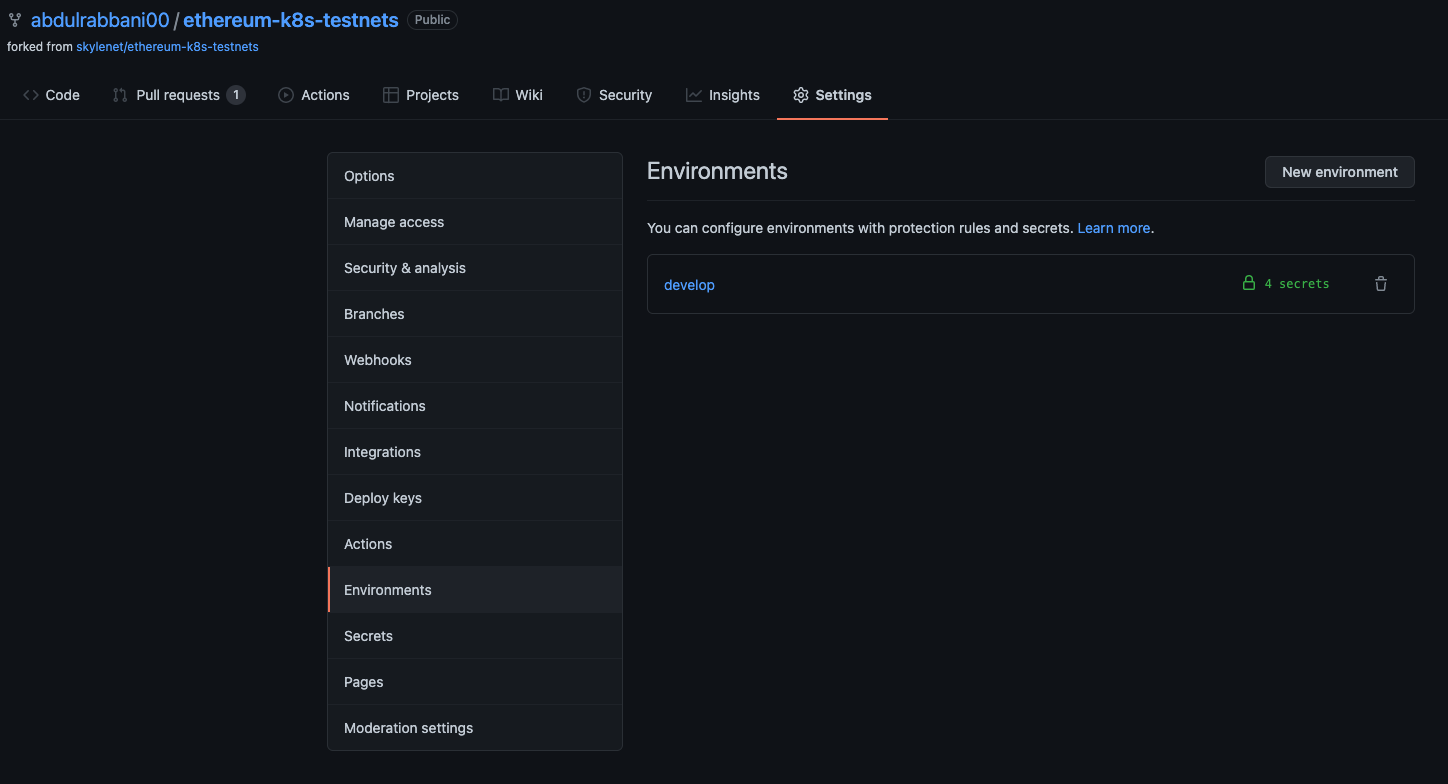 abdulrabbani00 / ethereum-k8s-testnets Public
forked from skylenet/ethereum-k8s-testnets
Code Pull requests 1 Actions Projects Wiki Security Insights Settings
Options
Manage access
Security & analysis
Branches
Webhooks
Notifications
Integrations
Deploy keys
Actions
Environments
Secrets
Pages
Moderation settings
Environments New environment
You can configure environments with protection rules and secrets. Learn more.
develop 4 secrets